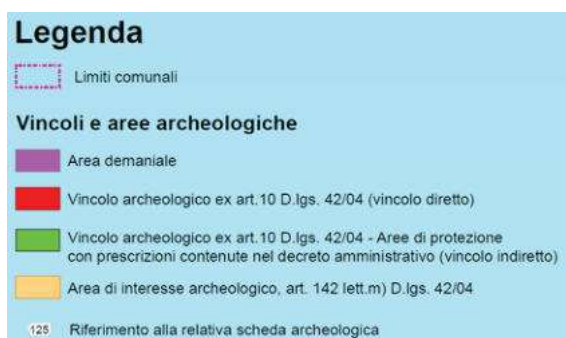 Legenda
Limiti comunali
Vincoli e aree archeologiche
Area demaniale
Vincolo archeologico ex art.10 D.lgs. 42/04 (vincolo diretto)
Vincolo archeologico ex art.10 D.lgs. 42/04 - Aree di protezione
con prescrizioni contenute nel decreto amministrativo (vincolo indiretto)
Area di interesse archeologico, art. 142 lett.m) D.lgs. 42/04
125 Riferimento alla relativa scheda archeologica